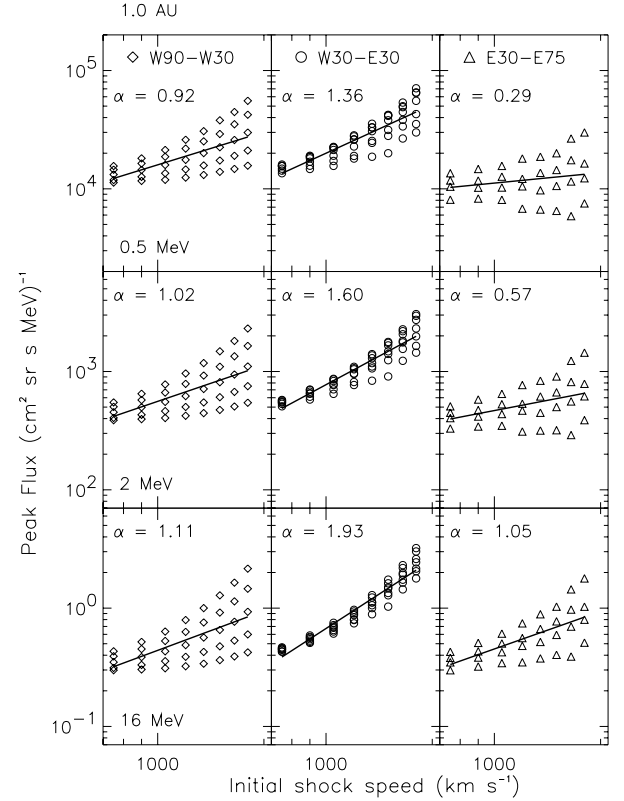 1.0 AU
◇ W90−W30
○ W30−E30
△ E30−E75
10⁵
α = 0.92
α = 1.36
α = 0.29
10⁴
0.5 MeV
α = 1.02
α = 1.60
α = 0.57
10³
10²
2 MeV
α = 1.11
α = 1.93
α = 1.05
10⁰
10⁻¹
16 MeV
Peak Flux (cm² sr s MeV)⁻¹
1000
1000
1000
Initial shock speed (km s⁻¹)